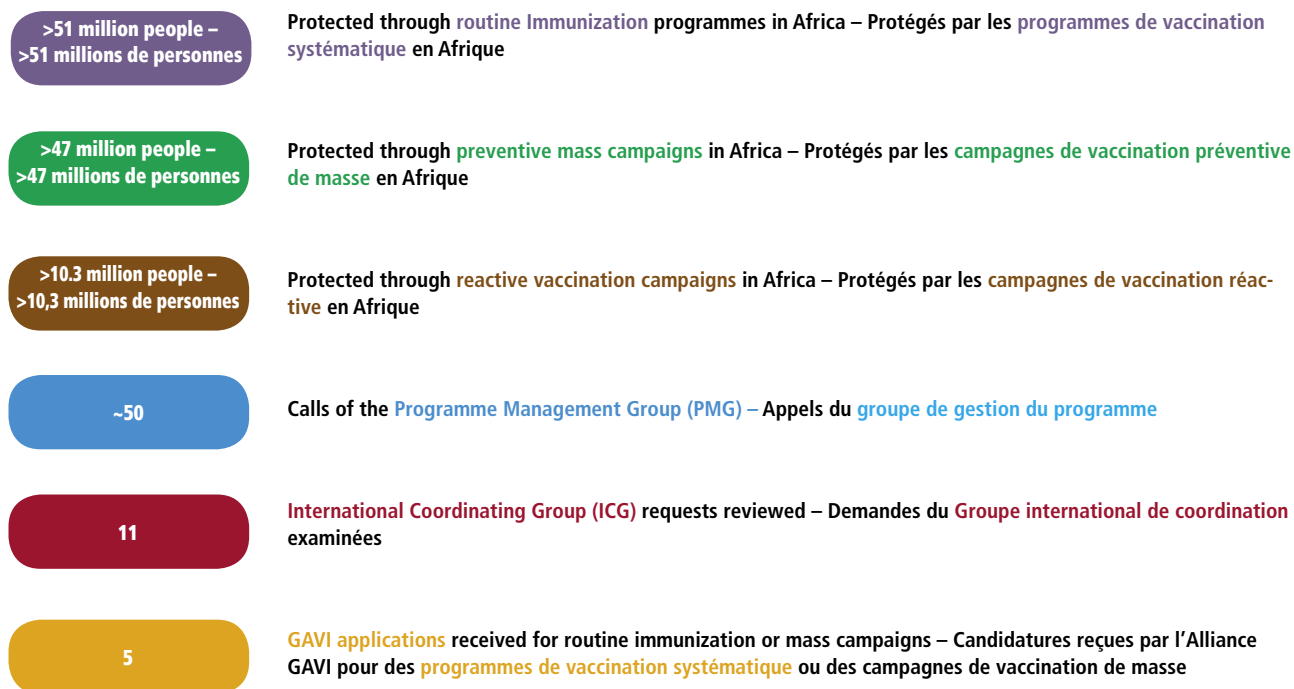 >51 million people –
>51 millions de personnes
Protected through routine Immunization programmes in Africa – Protégés par les programmes de vaccination
systématique en Afrique
>47 million people –
>47 millions de personnes
Protected through preventive mass campaigns in Africa – Protégés par les campagnes de vaccination préventive
de masse en Afrique
>10.3 million people –
>10,3 millions de personnes
Protected through reactive vaccination campaigns in Africa – Protégés par les campagnes de vaccination réac-
tive en Afrique
~50
Calls of the Programme Management Group (PMG) – Appels du groupe de gestion du programme
11
International Coordinating Group (ICG) requests reviewed – Demandes du Groupe international de coordination
examinées
5
GAVI applications received for routine immunization or mass campaigns – Candidatures reçues par l’Alliance
GAVI pour des programmes de vaccination systématique ou des campagnes de vaccination de masse